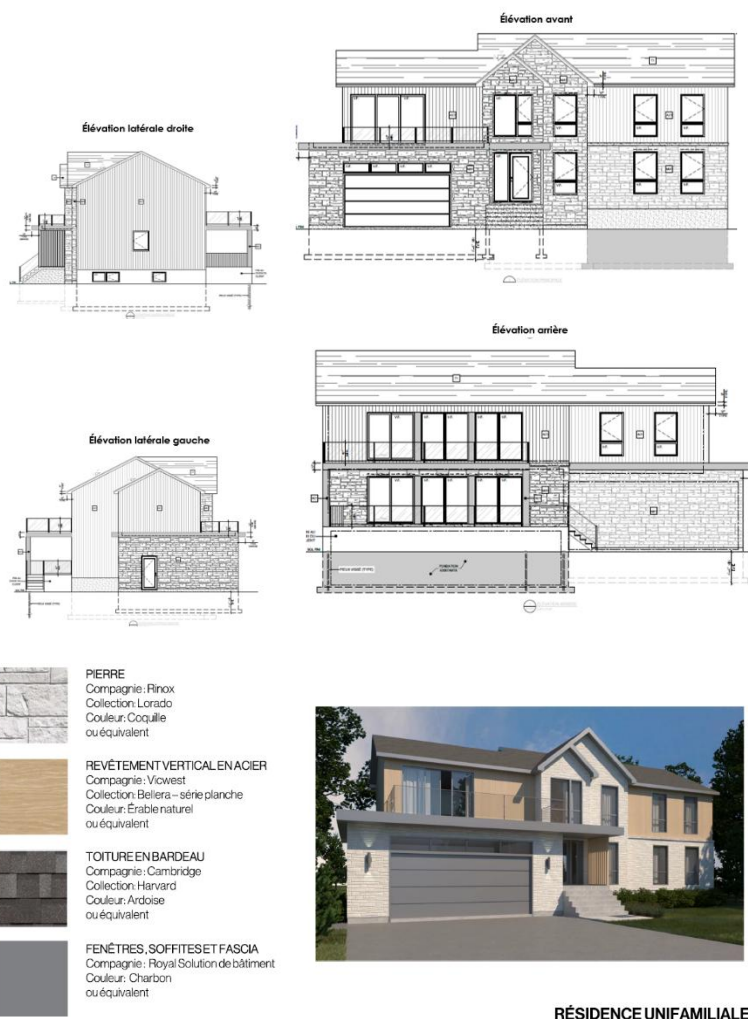 Élévation avant
Élévation latérale droite
Élévation arrière
Élévation latérale gauche
PIERRE
Compagnie: Rinox
Collection: Lorado
Couleur: Coquille
ou équivalent
REVÊTEMENT VERTICAL EN ACIER
Compagnie: Vicwest
Collection: Bellera – série planche
Couleur: Érable naturel
ou équivalent
TOITURE EN BARDEAU
Compagnie: Cambridge
Collection: Harvard
Couleur: Ardoise
ou équivalent
FENÊTRES, SOFFITES ET FASCIA
Compagnie: Royal Solution de bâtiment
Couleur: Charbon
ou équivalent
RÉSIDENCE UNIFAMILIALE